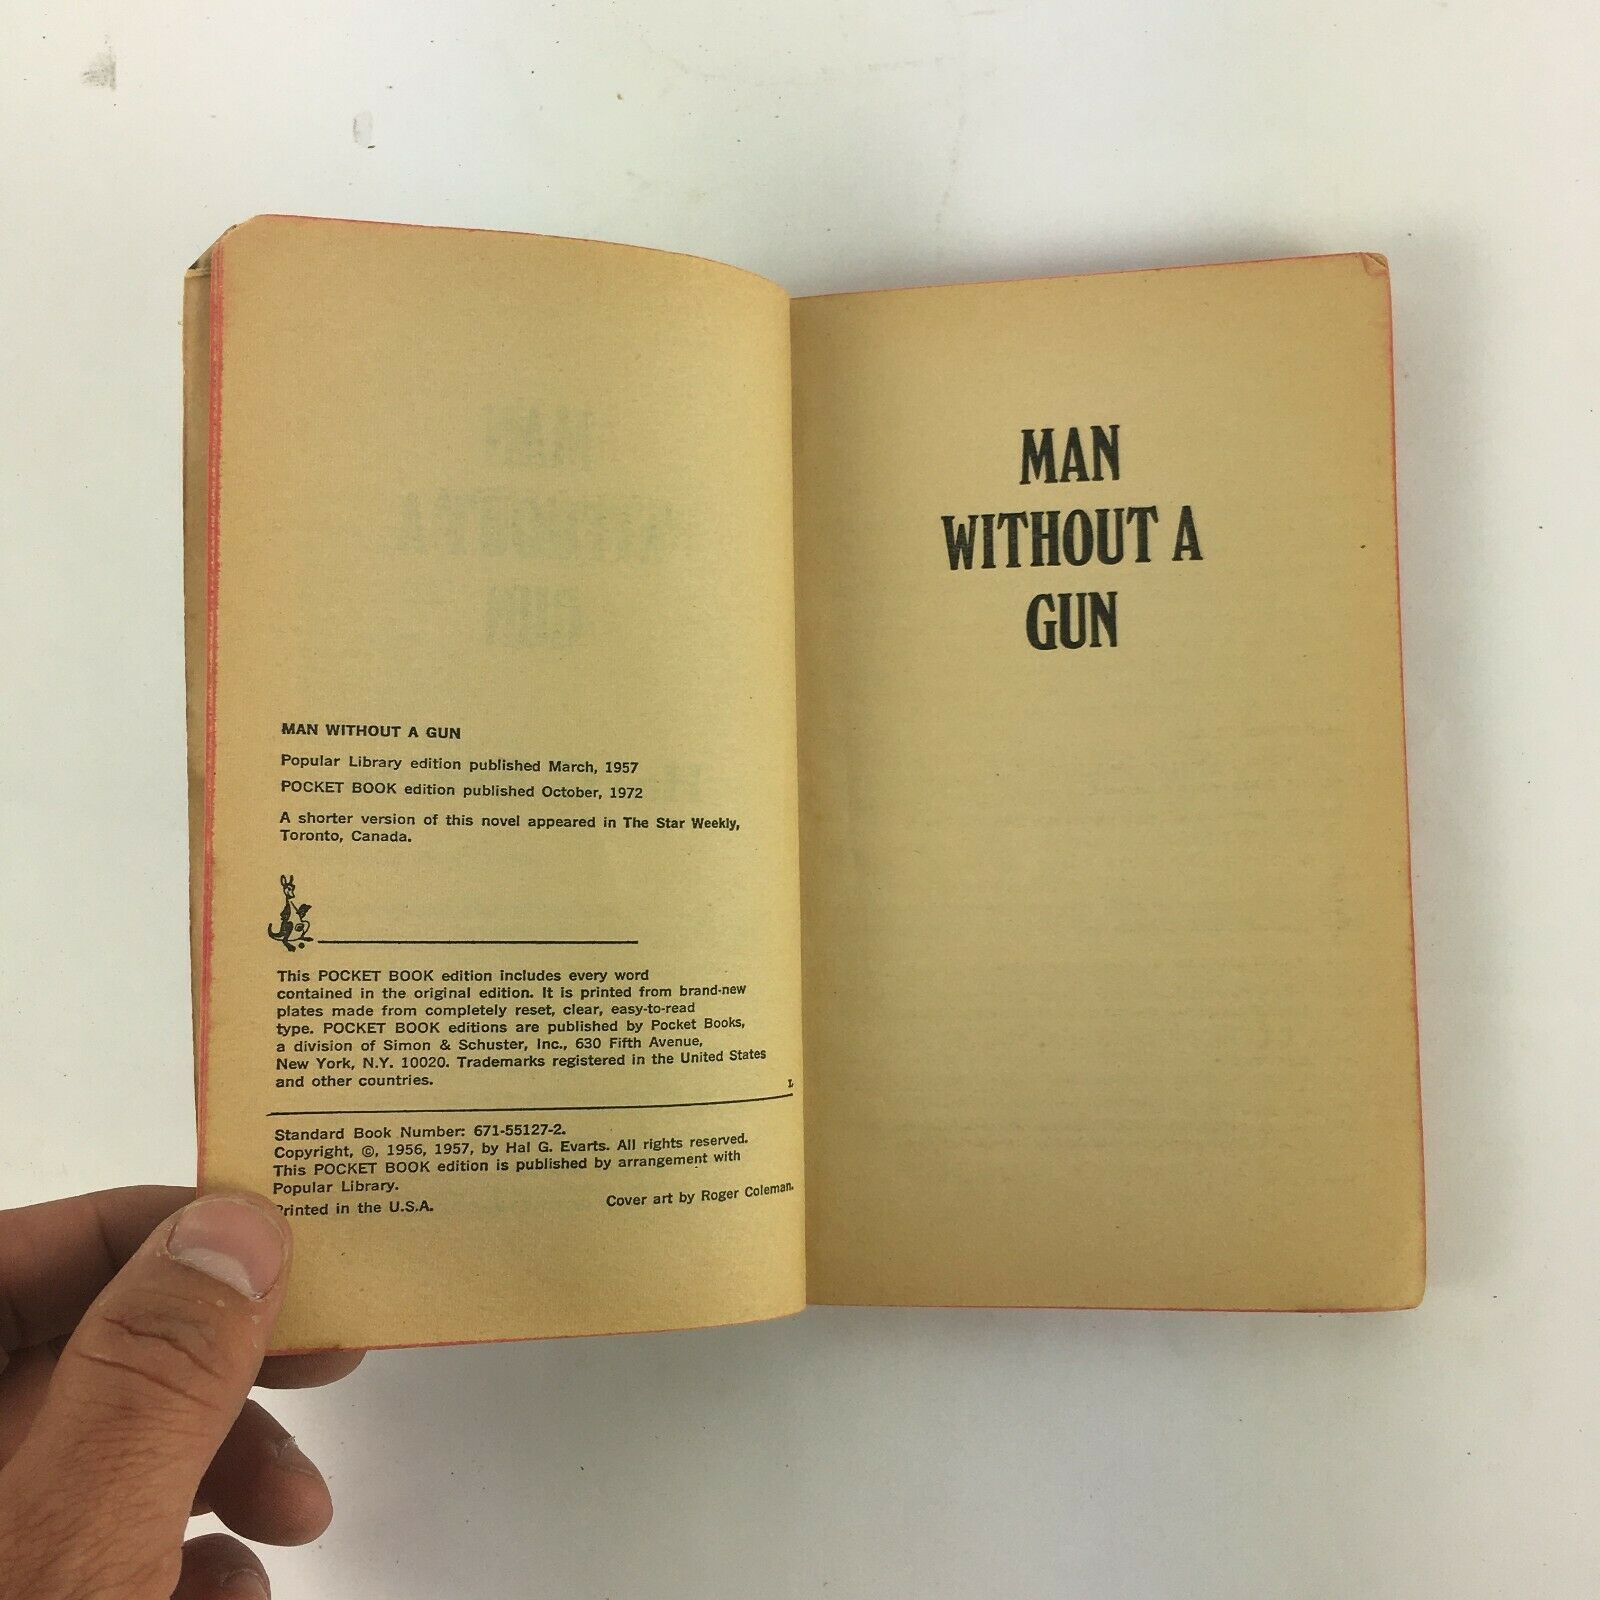 MAN WITHOUT A GUN
Popular Library edition published March, 1957
POCKET BOOK edition published October, 1972
A shorter version of this novel appeared in The Star Weekly,
Toronto, Canada.
This POCKET BOOK edition includes every word
contained in the original edition. It is printed from brand-new
plates made from completely reset, clear, easy-to-read
type. POCKET BOOK editions are published by Pocket Books,
a division of Simon & Schuster, Inc., 630 Fifth Avenue,
New York, N.Y. 10020. Trademarks registered in the United States
and other countries.
L
Standard Book Number: 671-55127-2.
Copyright, ©, 1956, 1957, by Hal G. Evarts. All rights reserved.
This POCKET BOOK edition is published by arrangement with
Popular Library.
Printed in the U.S.A. Cover art by Roger Coleman.
MAN
WITHOUT A
GUN